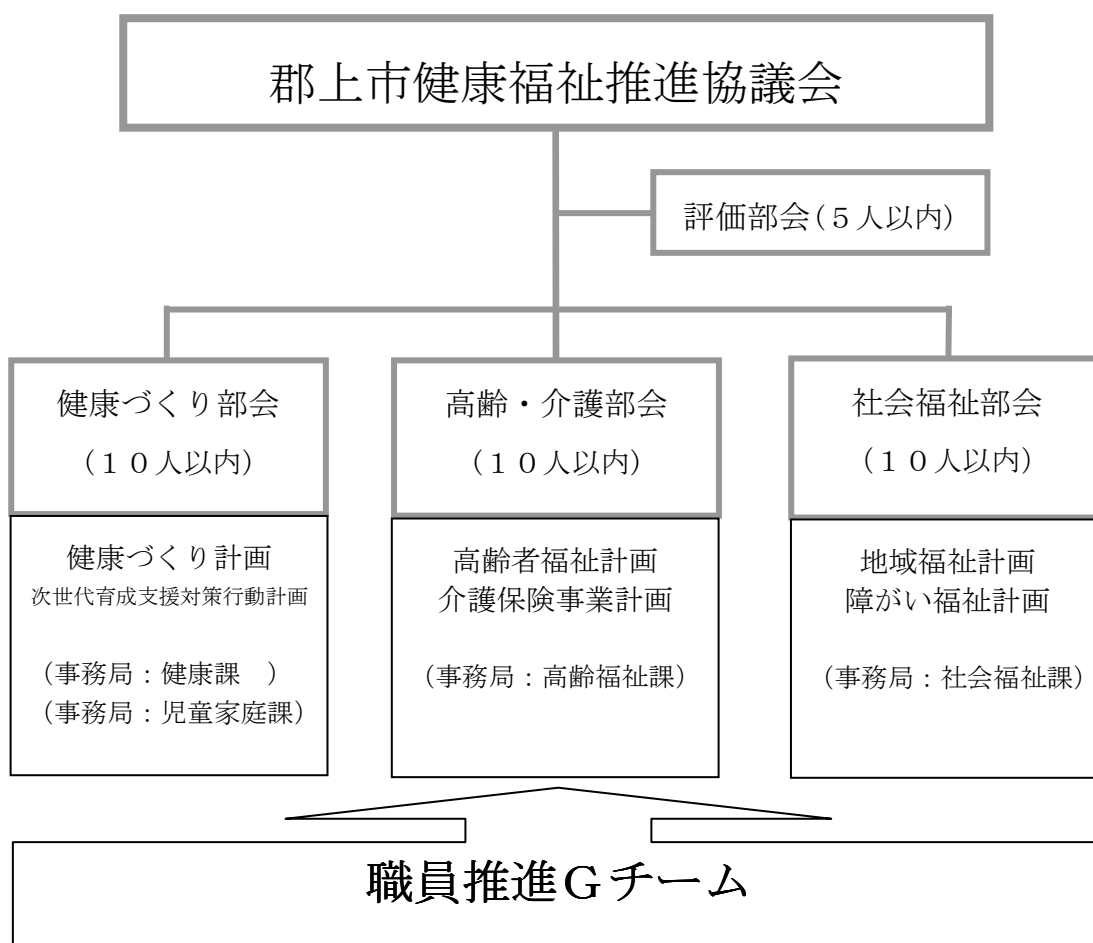 郡上市健康福祉推進協議会
評価部会(５人以内)
健康づくり部会
(１０人以内)
高齢・介護部会
(１０人以内)
社会福祉部会
(１０人以内)
健康づくり計画
次世代育成支援対策行動計画
(事務局：健康課　)
(事務局：児童家庭課)
高齢者福祉計画
介護保険事業計画
(事務局：高齢福祉課)
地域福祉計画
障がい福祉計画
(事務局：社会福祉課)
職員推進Ｇチーム